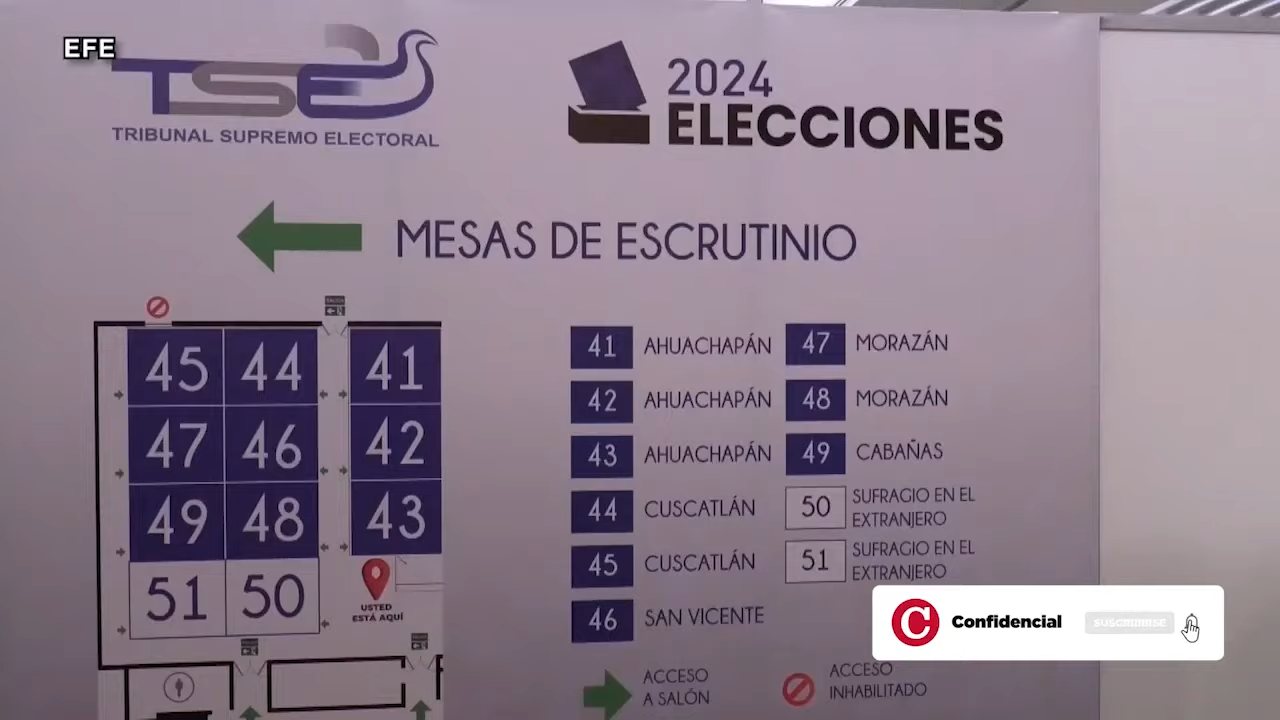 EFE
TSE
TRIBUNAL SUPREMO ELECTORAL
2024
ELECCIONES
MESAS DE ESCRUTINIO
45 44 41
47 46 42
49 48 43
51 50
USTED
ESTÁ AQUÍ
41 AHUACHAPÁN
42 AHUACHAPÁN
43 AHUACHAPÁN
44 CUSCATLÁN
45 CUSCATLÁN
46 SAN VICENTE
47 MORAZÁN
48 MORAZÁN
49 CABAÑAS
50 SUFRAGIO EN EL
EXTRANJERO
51 SUFRAGIO EN EL
EXTRANJERO
ACCESO
A SALÓN
ACCESO
INHABILITADO
C Confidencial SUSCRIBIRSE